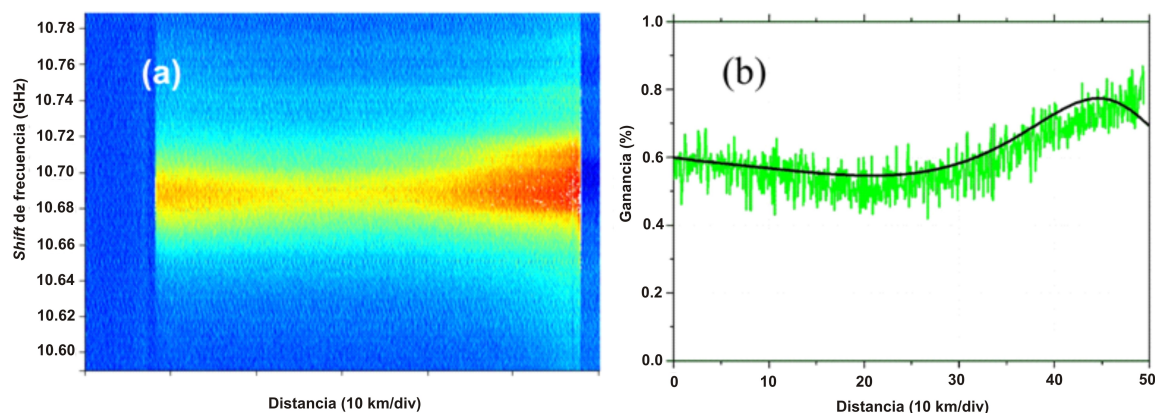 10.78
10.76
10.74
10.72
10.70
10.68
10.66
10.64
10.62
10.60
Shift de frecuencia (GHz)
(a)
Distancia (10 km/div)
1.0
0.8
0.6
0.4
0.2
0.0
Ganancia (%)
(b)
0 10 20 30 40 50
Distancia (10 km/div)